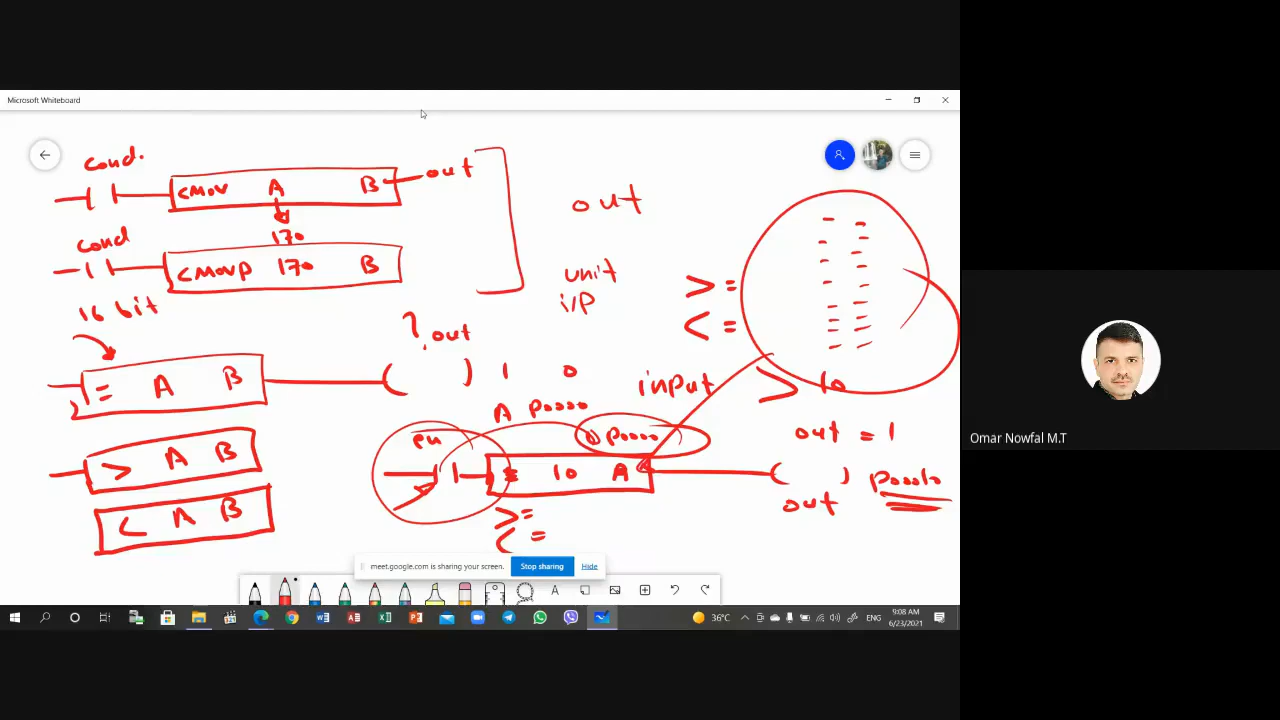 Microsoft Whiteboard
cond.
CMOV A B out
170
cond
CMOVP 170 B
16 bit
out
unit
i/p
>=
<=
? out
= A B ( ) 1 0
input > 10
A P0000
en P0000 out = 1
> A B
= 10 A ( ) P00010
out
< A B
>=
<=
meet.google.com is sharing your screen. Stop sharing Hide
Omar Nowfal M.T
36°C ENG 9:08 AM
6/23/2021